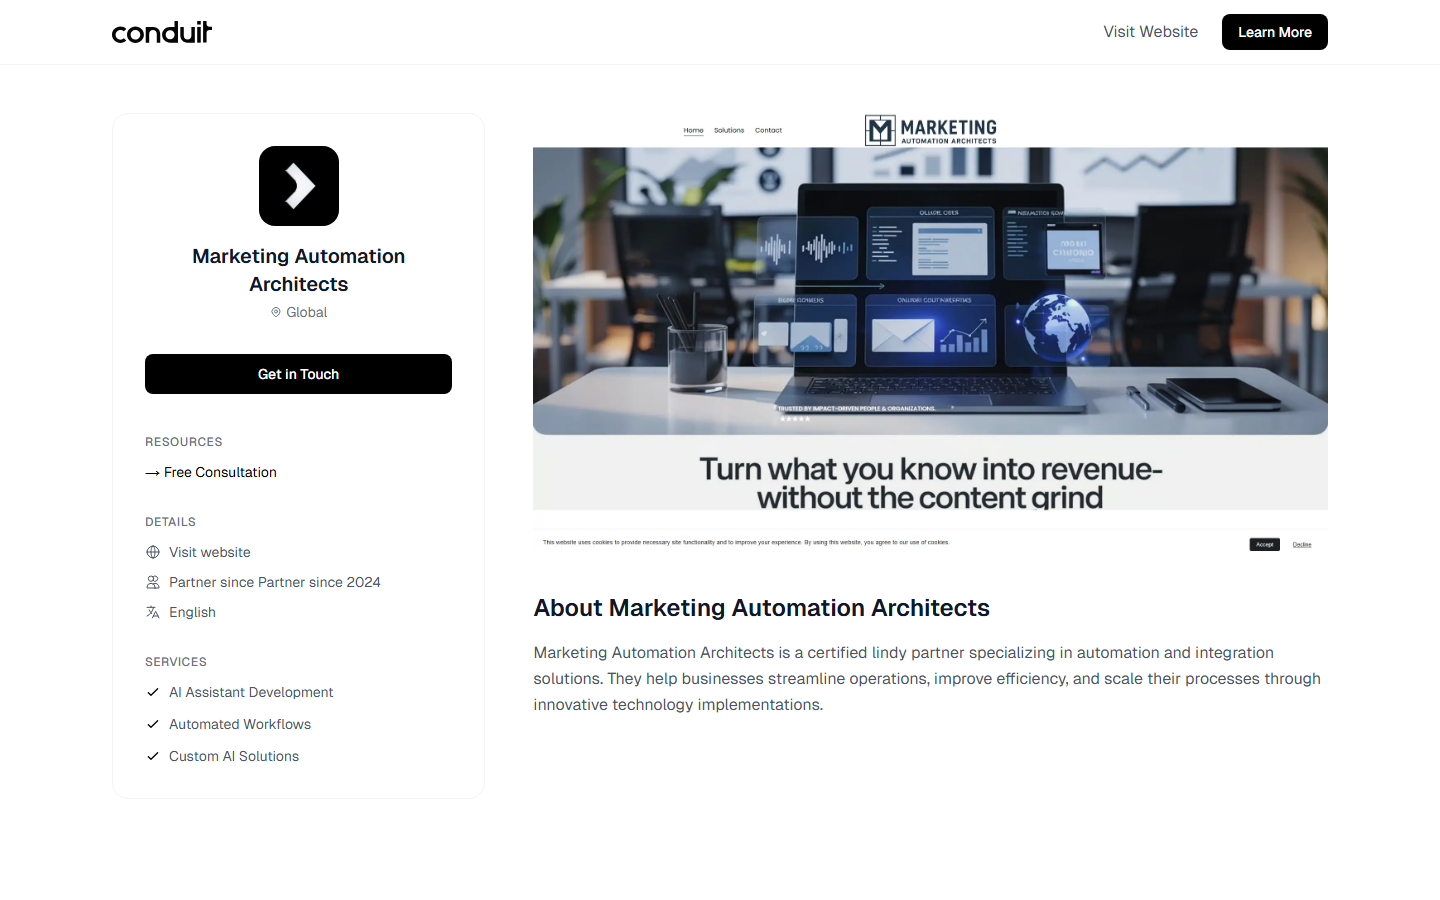 conduit
Visit Website
Learn More
Marketing Automation
Architects
Global
Get in Touch
RESOURCES
→ Free Consultation
DETAILS
Visit website
Partner since Partner since 2024
English
SERVICES
AI Assistant Development
Automated Workflows
Custom AI Solutions
Home Solutions Contact
MARKETING
AUTOMATION ARCHITECTS
TRUSTED BY IMPACT-DRIVEN PEOPLE & ORGANIZATIONS.
Turn what you know into revenue-
without the content grind
This website uses cookies to provide necessary site functionality and to improve your experience. By using this website, you agree to our use of cookies.
Accept
Decline
About Marketing Automation Architects
Marketing Automation Architects is a certified lindy partner specializing in automation and integration
solutions. They help businesses streamline operations, improve efficiency, and scale their processes through
innovative technology implementations.